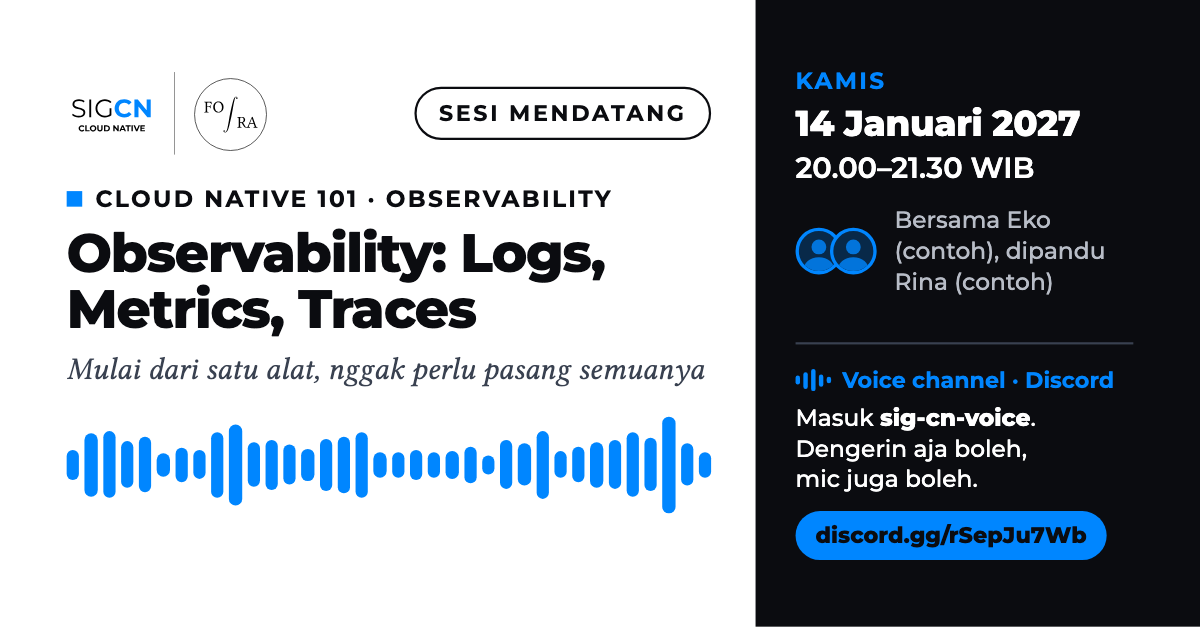 SIGCN
CLOUD NATIVE
FO RA
SESI MENDATANG
CLOUD NATIVE 101 · OBSERVABILITY
Observability: Logs,
Metrics, Traces
Mulai dari satu alat, nggak perlu pasang semuanya
KAMIS
14 Januari 2027
20.00–21.30 WIB
Bersama Eko
(contoh), dipandu
Rina (contoh)
Voice channel · Discord
Masuk sig-cn-voice.
Dengerin aja boleh,
mic juga boleh.
discord.gg/rSepJu7Wb